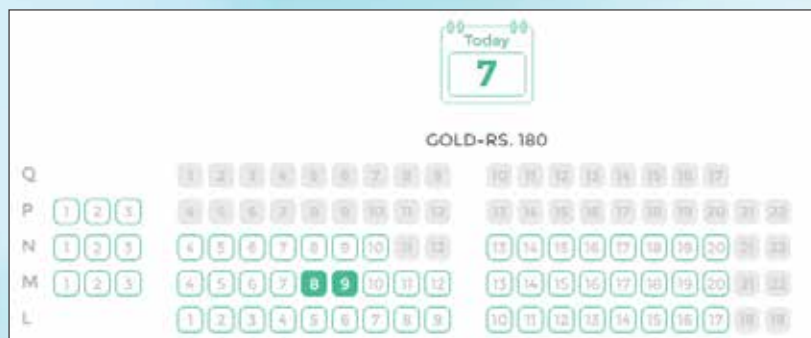 Today
7
GOLD-RS. 180
Q 1 2 3 4 5 6 7 8 9 10 11 12 13 14 15 16 17
P 1 2 3 4 5 6 7 8 9 10 11 12 13 14 15 16 17 18 19 20 21 22
N 1 2 3 4 5 6 7 8 9 10 11 12 13 14 15 16 17 18 19 20 21 22
M 1 2 3 4 5 6 7 8 9 10 11 12 13 14 15 16 17 18 19 20 21 22
L 1 2 3 4 5 6 7 8 9 10 11 12 13 14 15 16 17 18 19